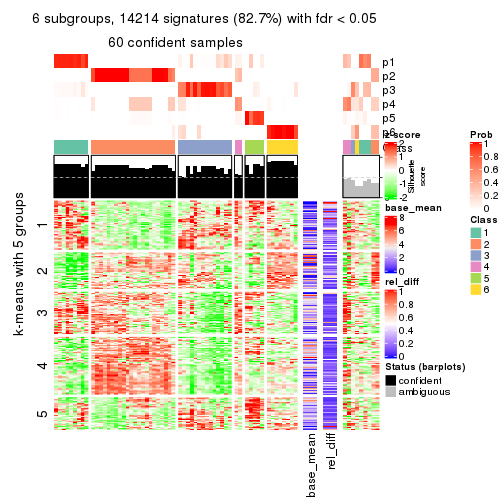 6 subgroups, 14214 signatures (82.7%) with fdr < 0.05
60 confident samples
p1
p2
p3
p4
p5
p6
Class
Silhouette
score
k-means with 5 groups
1
2
3
4
5
base_mean
rel_diff
z-score
2
1
0
-1
-2
base_mean
8
6
4
2
0
rel_diff
1
0.8
0.6
0.4
0.2
0
Status (barplots)
confident
ambiguous
Prob
1
0.8
0.6
0.4
0.2
0
Class
1
2
3
4
5
6